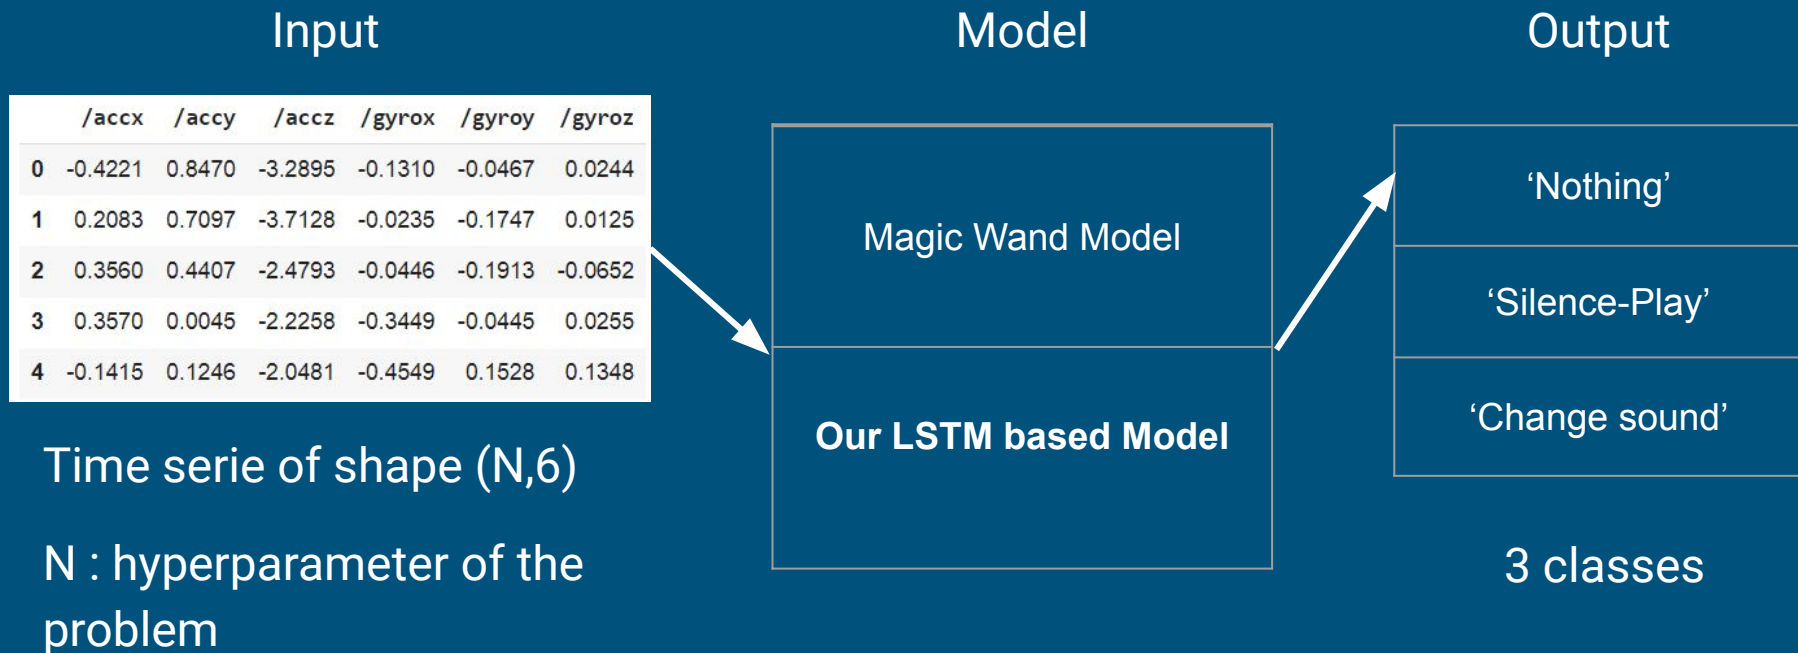 Input
Model
Output
/accx /accy /accz /gyrox /gyroy /gyroz
0 -0.4221 0.8470 -3.2895 -0.1310 -0.0467 0.0244
1 0.2083 0.7097 -3.7128 -0.0235 -0.1747 0.0125
2 0.3560 0.4407 -2.4793 -0.0446 -0.1913 -0.0652
3 0.3570 0.0045 -2.2258 -0.3449 -0.0445 0.0255
4 -0.1415 0.1246 -2.0481 -0.4549 0.1528 0.1348
Time serie of shape (N,6)
N : hyperparameter of the
problem
Magic Wand Model
Our LSTM based Model
‘Nothing’
‘Silence-Play’
‘Change sound’
3 classes